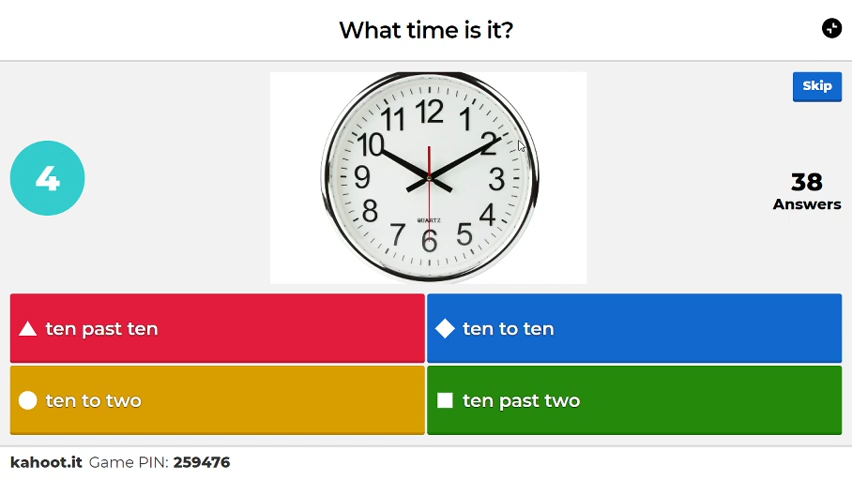 What time is it?
Skip
4
12
11 1
10 2
9 3
8 4
7 5
6
QUARTZ
38
Answers
ten past ten
ten to ten
ten to two
ten past two
kahoot.it Game PIN: 259476